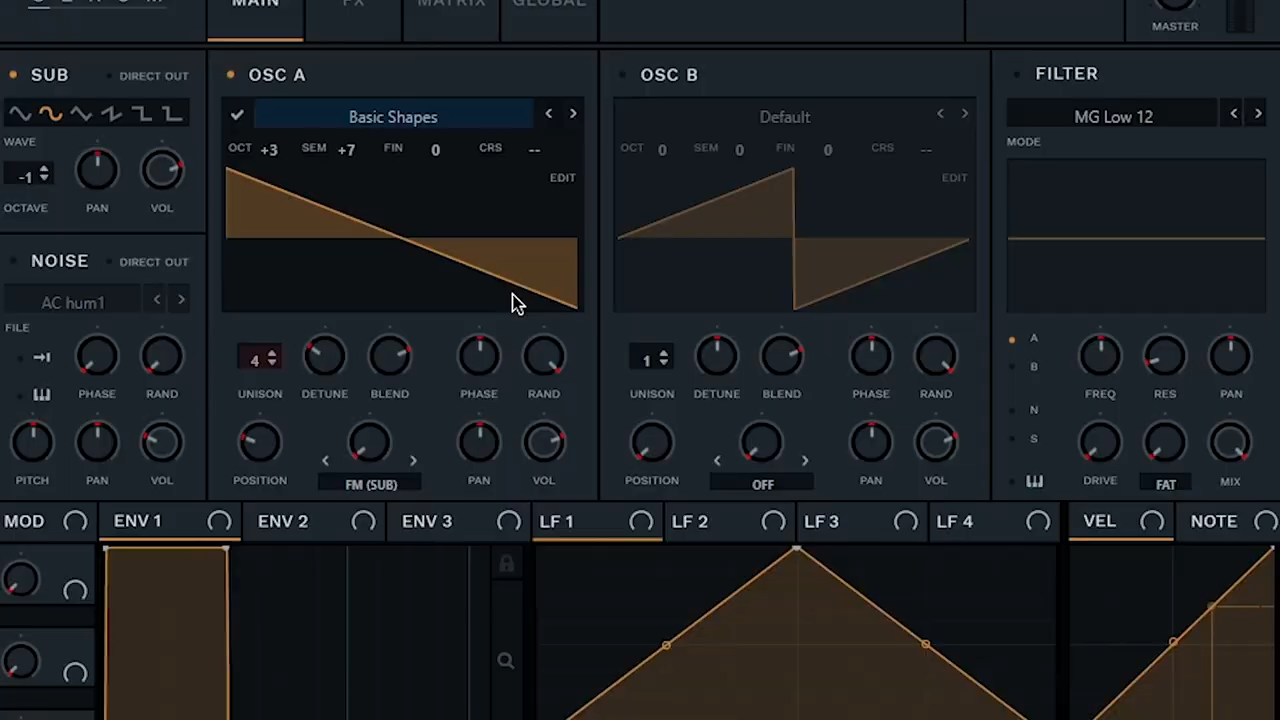 MAIN FX MATRIX GLOBAL
MASTER
SUB DIRECT OUT
WAVE
-1
OCTAVE PAN VOL
NOISE DIRECT OUT
AC hum1
FILE
PHASE RAND
PITCH PAN VOL
OSC A
Basic Shapes
OCT +3 SEM +7 FIN 0 CRS --
EDIT
4
UNISON DETUNE BLEND PHASE RAND
POSITION FM (SUB) PAN VOL
OSC B
Default
OCT 0 SEM 0 FIN 0 CRS --
EDIT
1
UNISON DETUNE BLEND PHASE RAND
POSITION OFF PAN VOL
FILTER
MG Low 12
MODE
A
B
FREQ RES PAN
N
S
DRIVE FAT MIX
MOD ENV 1 ENV 2 ENV 3 LF 1 LF 2 LF 3 LF 4 VEL NOTE